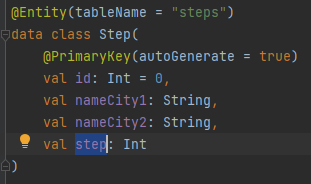 @Entity(tableName = "steps")
data class Step(
    @PrimaryKey(autoGenerate = true)
    val id: Int = 0,
    val nameCity1: String,
    val nameCity2: String,
    val step: Int
)